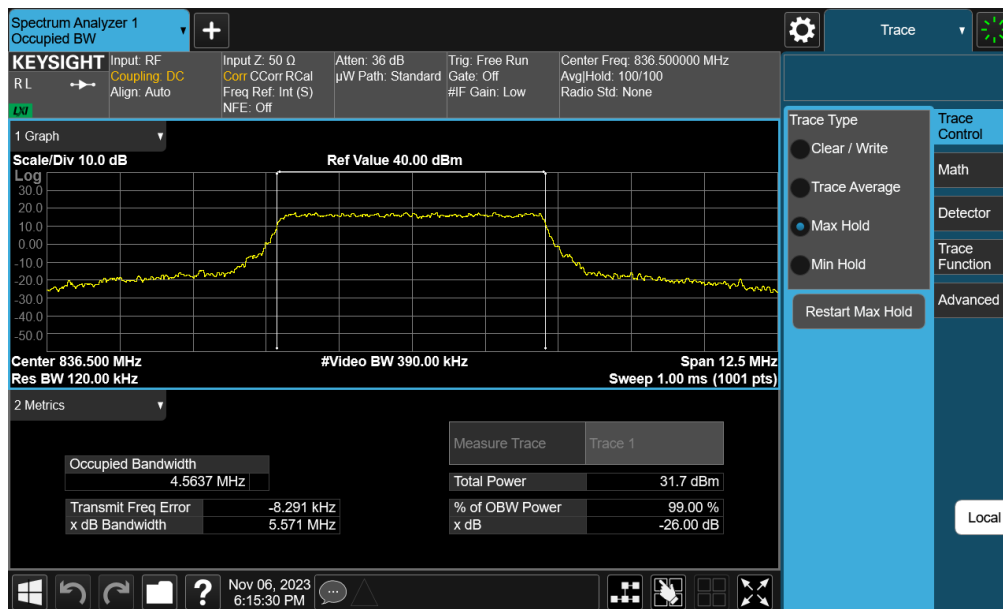 Spectrum Analyzer 1
Occupied BW
Trace
KEYSIGHT
RL
LXI
Input: RF
Coupling: DC
Align: Auto
Input Z: 50 Ω
Corr CCorr RCal
Freq Ref: Int (S)
NFE: Off
Atten: 36 dB
µW Path: Standard
Trig: Free Run
Gate: Off
#IF Gain: Low
Center Freq: 836.500000 MHz
Avg|Hold: 100/100
Radio Std: None
1 Graph
Scale/Div 10.0 dB
Ref Value 40.00 dBm
Log
30.0
20.0
10.0
0.00
-10.0
-20.0
-30.0
-40.0
-50.0
Center 836.500 MHz
#Video BW 390.00 kHz
Span 12.5 MHz
Res BW 120.00 kHz
Sweep 1.00 ms (1001 pts)
2 Metrics
Measure Trace
Trace 1
Occupied Bandwidth
4.5637 MHz
Total Power
31.7 dBm
Transmit Freq Error
-8.291 kHz
% of OBW Power
99.00 %
x dB Bandwidth
5.571 MHz
x dB
-26.00 dB
Trace Type
Clear / Write
Trace Average
Max Hold
Min Hold
Restart Max Hold
Trace
Control
Math
Detector
Trace
Function
Advanced
Local
?
Nov 06, 2023
6:15:30 PM